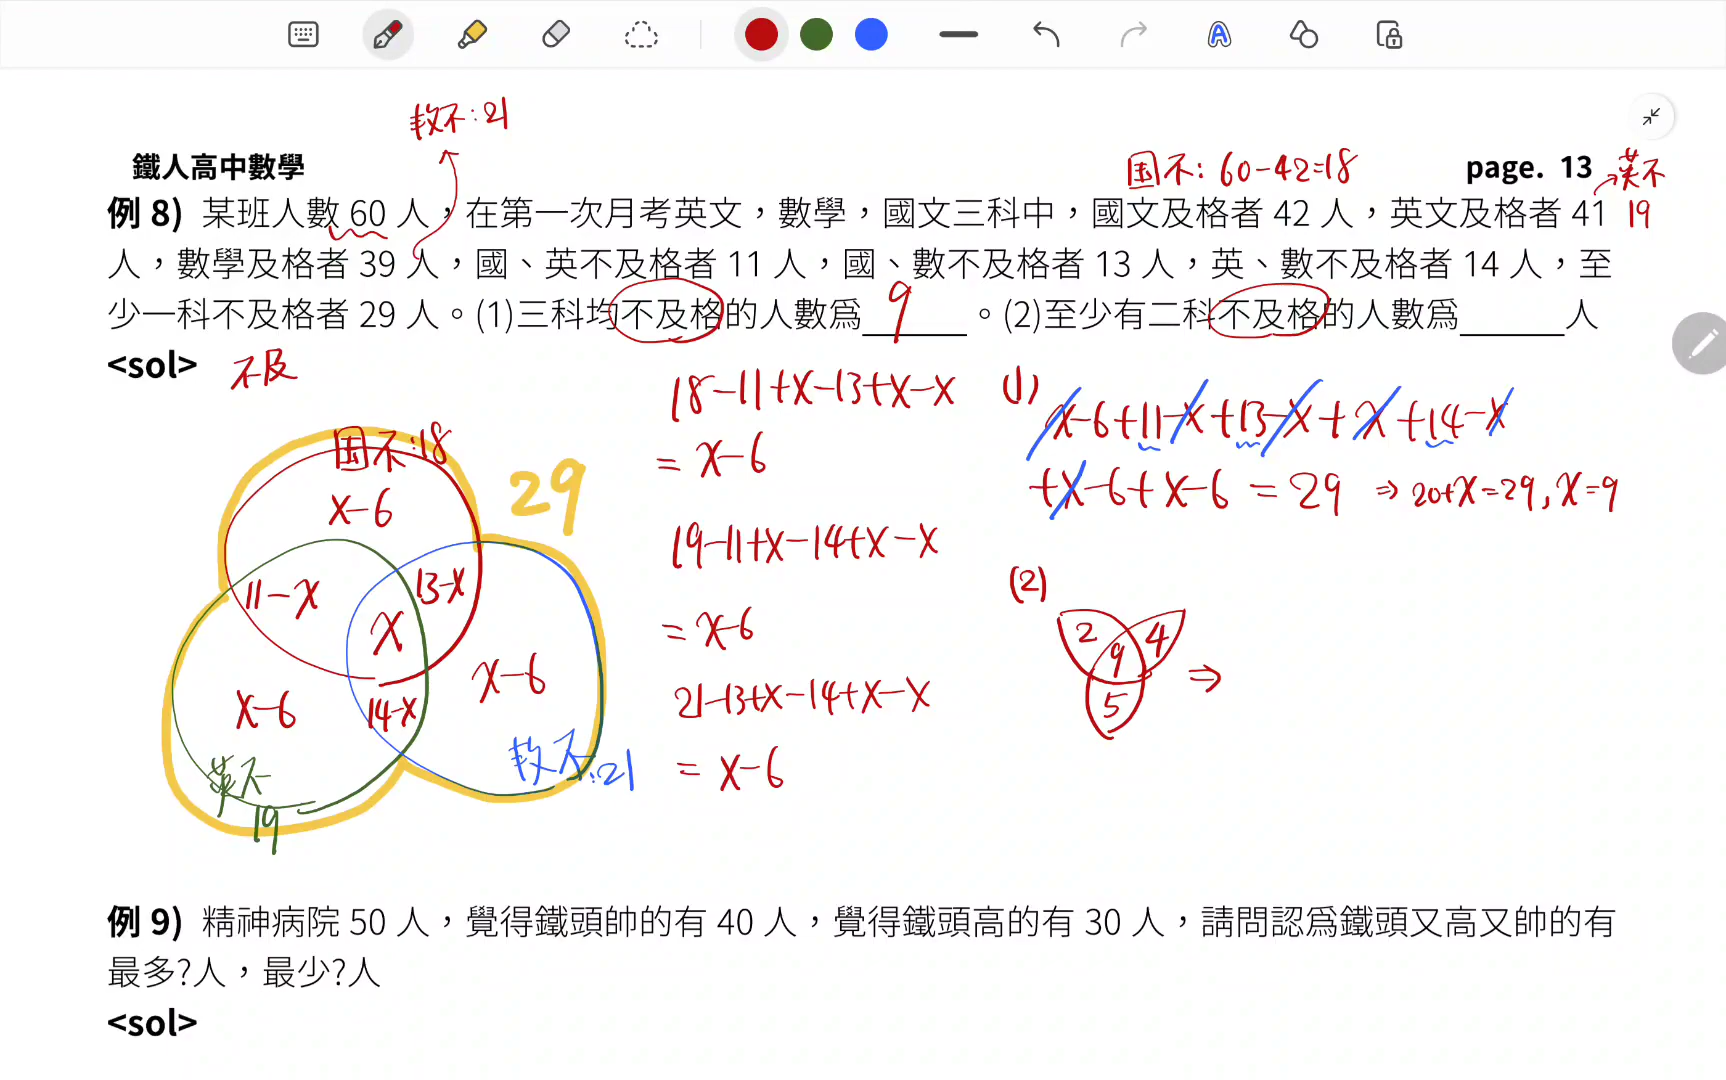 数不:21
鐵人高中數學
国不: 60-42=18
page. 13
英不
19
例 8) 某班人數 60 人，在第一次月考英文，數學，國文三科中，國文及格者 42 人，英文及格者 41
人，數學及格者 39 人，國、英不及格者 11 人，國、數不及格者 13 人，英、數不及格者 14 人，至
少一科不及格者 29 人。(1)三科均不及格的人數爲___9___。(2)至少有二科不及格的人數爲______人
<sol> 不及
国不:18
29
x-6
11-x
13-x
x
x-6
14-x
x-6
英不
19
数不:21
18-11+x-13+x-x
= x-6
19-11+x-14+x-x
= x-6
21-13+x-14+x-x
= x-6
(1) x-6+11-x+13-x+x+14-x
+x-6+x-6=29 ⇒ 20+x=29, x=9
(2)
2 9 4 ⇒
5
例 9) 精神病院 50 人，覺得鐵頭帥的有 40 人，覺得鐵頭高的有 30 人，請問認爲鐵頭又高又帥的有
最多?人，最少?人
<sol>